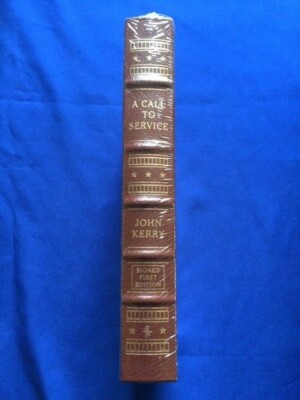 A CALL
TO
SERVICE
JOHN
KERRY
SIGNED
FIRST
EDITION